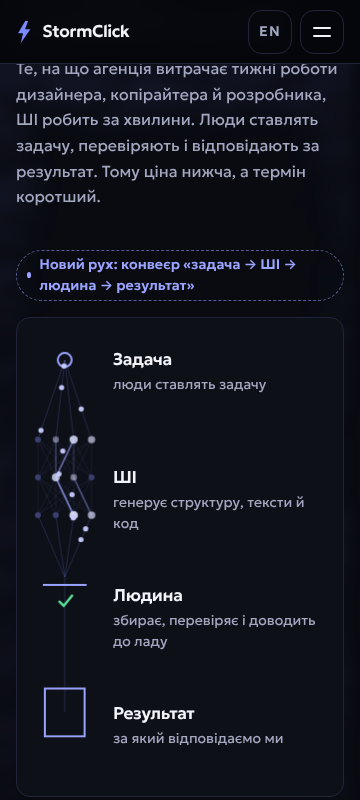 StormClick
EN
Те, на що агенція витрачає тижні роботи
дизайнера, копірайтера й розробника,
ШІ робить за хвилини. Люди ставлять
задачу, перевіряють і відповідають за
результат. Тому ціна нижча, а термін
коротший.
Новий рух: конвеєр «задача → ШІ →
людина → результат»
Задача
люди ставлять задачу
ШІ
генерує структуру, тексти й
код
Людина
збирає, перевіряє і доводить
до ладу
Результат
за який відповідаємо ми